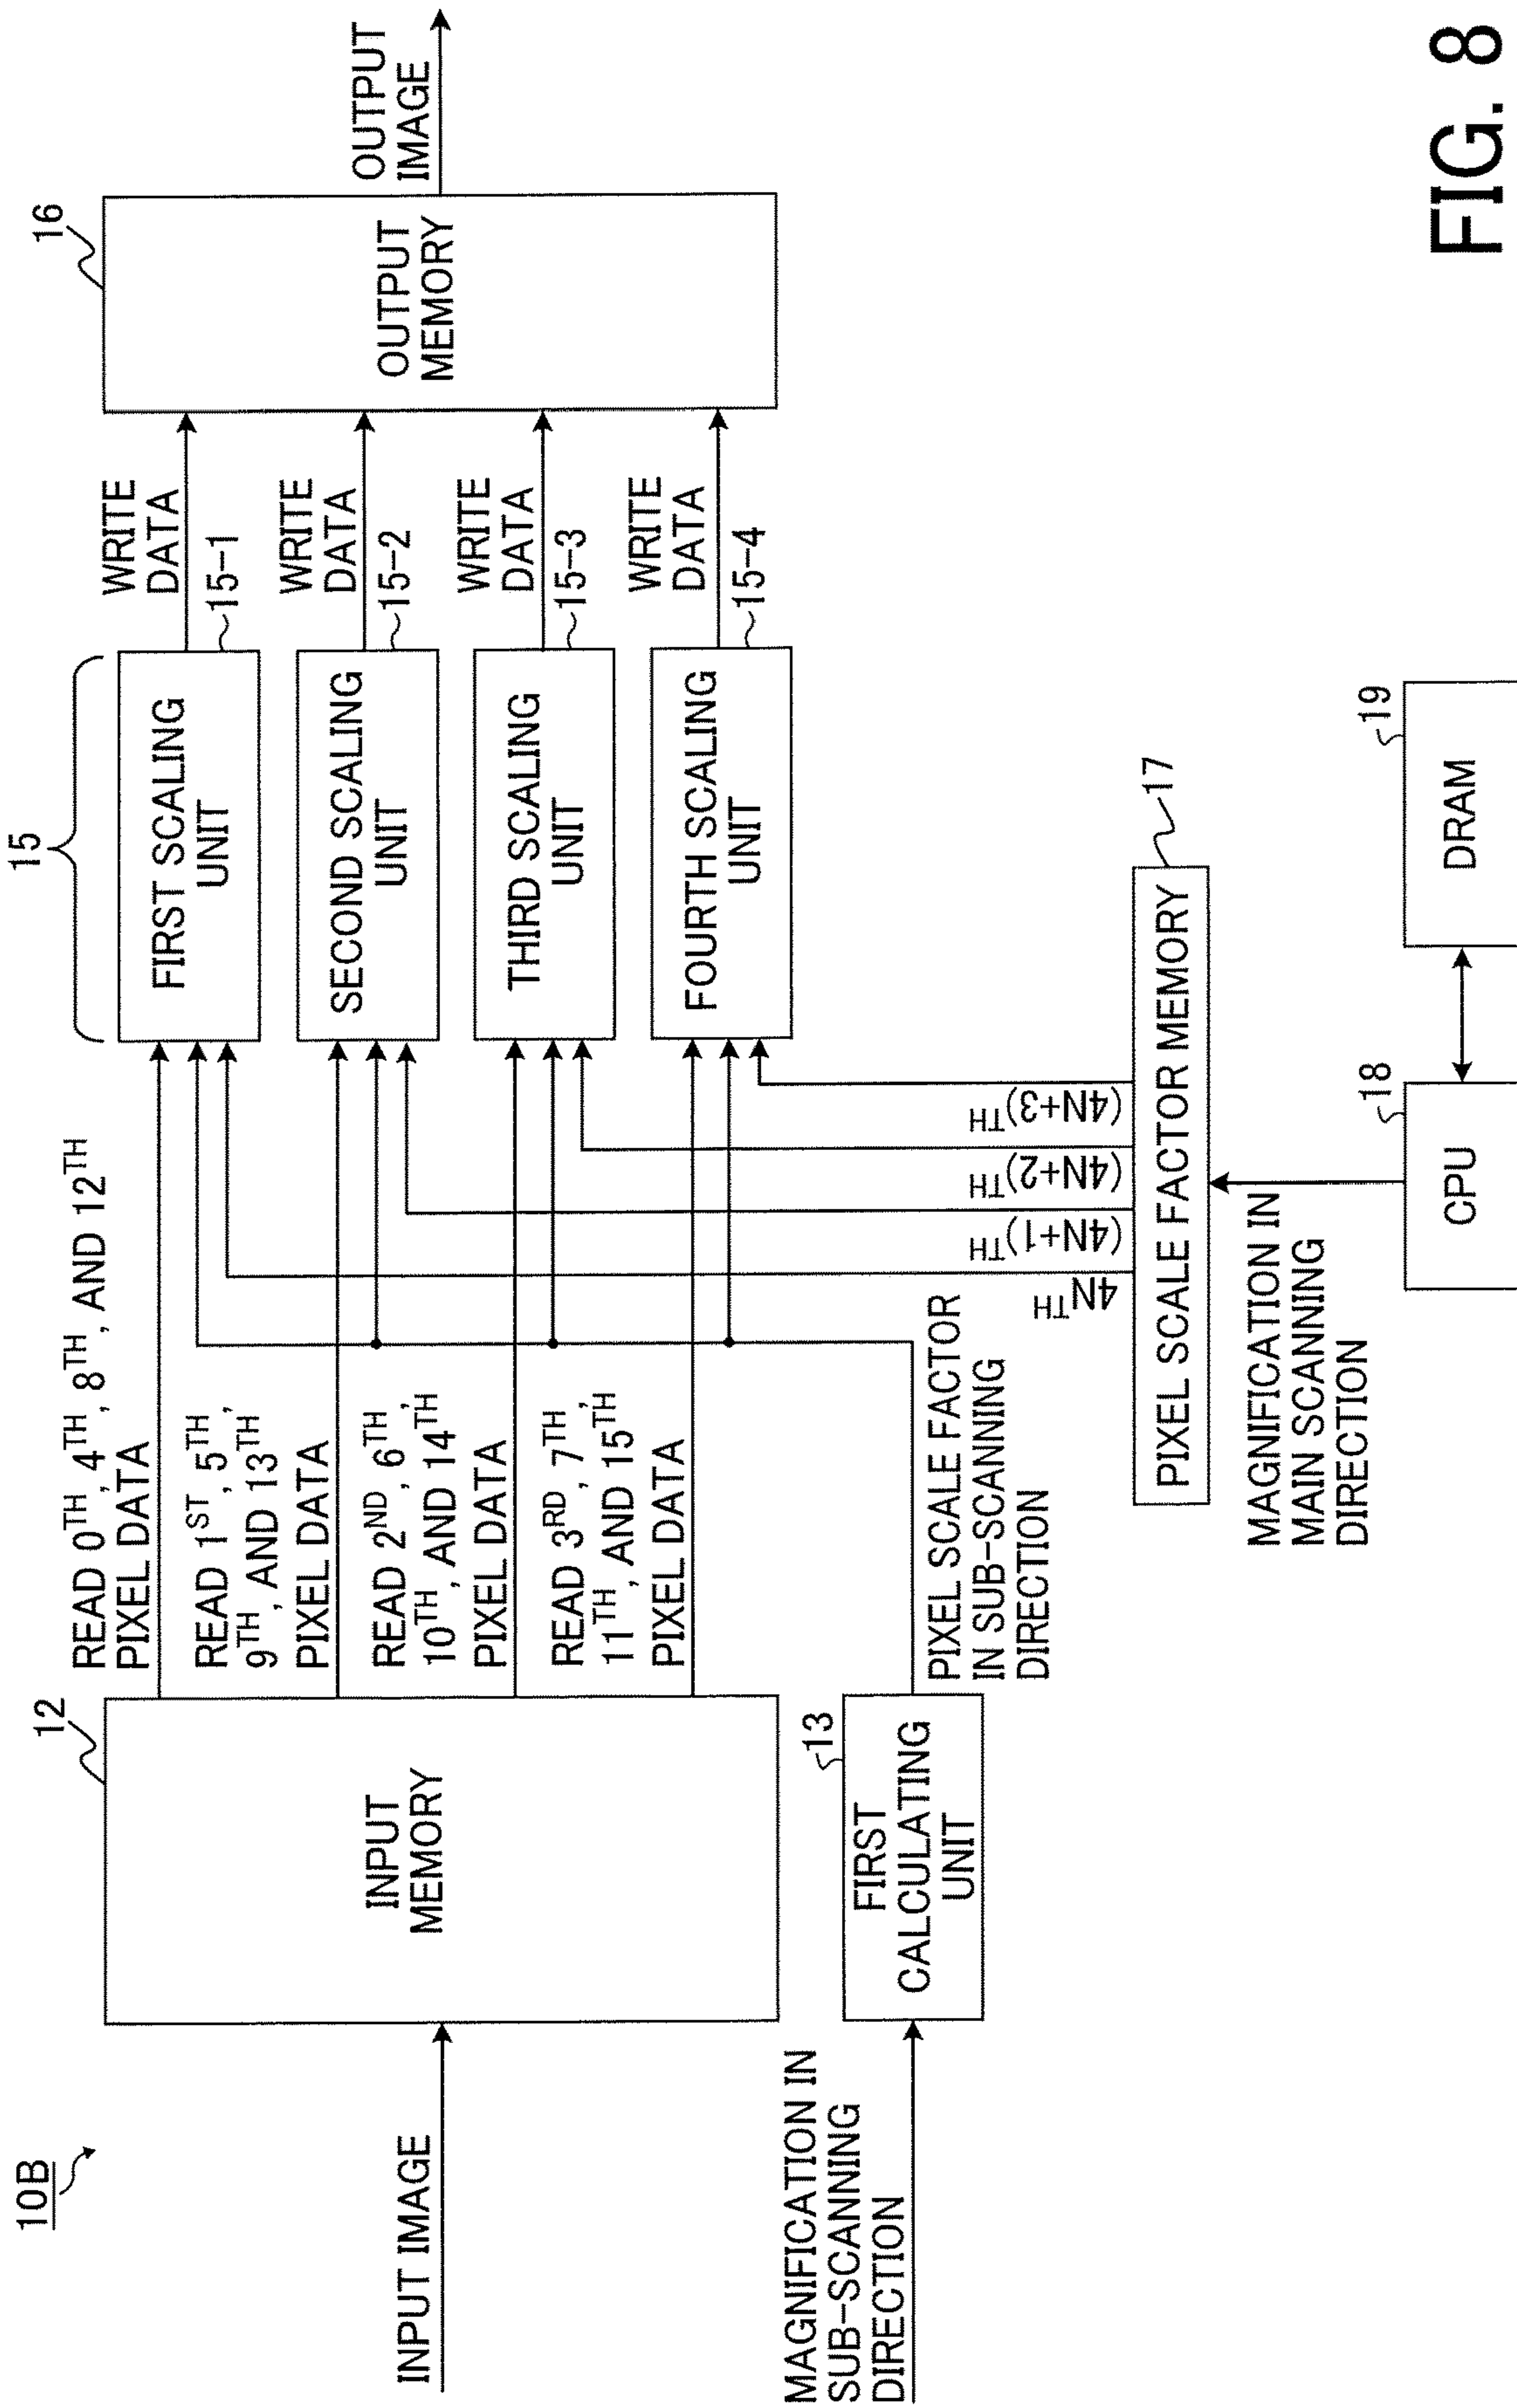 10B
INPUT IMAGE
12
INPUT
MEMORY
READ 0TH, 4TH, 8TH, AND 12TH
PIXEL DATA
READ 1ST, 5TH,
9TH, AND 13TH
PIXEL DATA
READ 2ND, 6TH
10TH, AND 14TH
PIXEL DATA
READ 3RD, 7TH,
11TH, AND 15TH
PIXEL DATA
15
FIRST SCALING
UNIT
15-1
SECOND SCALING
UNIT
15-2
THIRD SCALING
UNIT
15-3
FOURTH SCALING
UNIT
15-4
WRITE
DATA
WRITE
DATA
WRITE
DATA
WRITE
DATA
16
OUTPUT
MEMORY
OUTPUT
IMAGE
MAGNIFICATION IN
SUB-SCANNING
DIRECTION
13
FIRST
CALCULATING
UNIT
PIXEL SCALE FACTOR
IN SUB-SCANNING
DIRECTION
4NTH
(4N+1)TH
(4N+2)TH
(4N+3)TH
PIXEL SCALE FACTOR MEMORY
17
MAGNIFICATION IN
MAIN SCANNING
DIRECTION
18
CPU
19
DRAM
FIG. 8